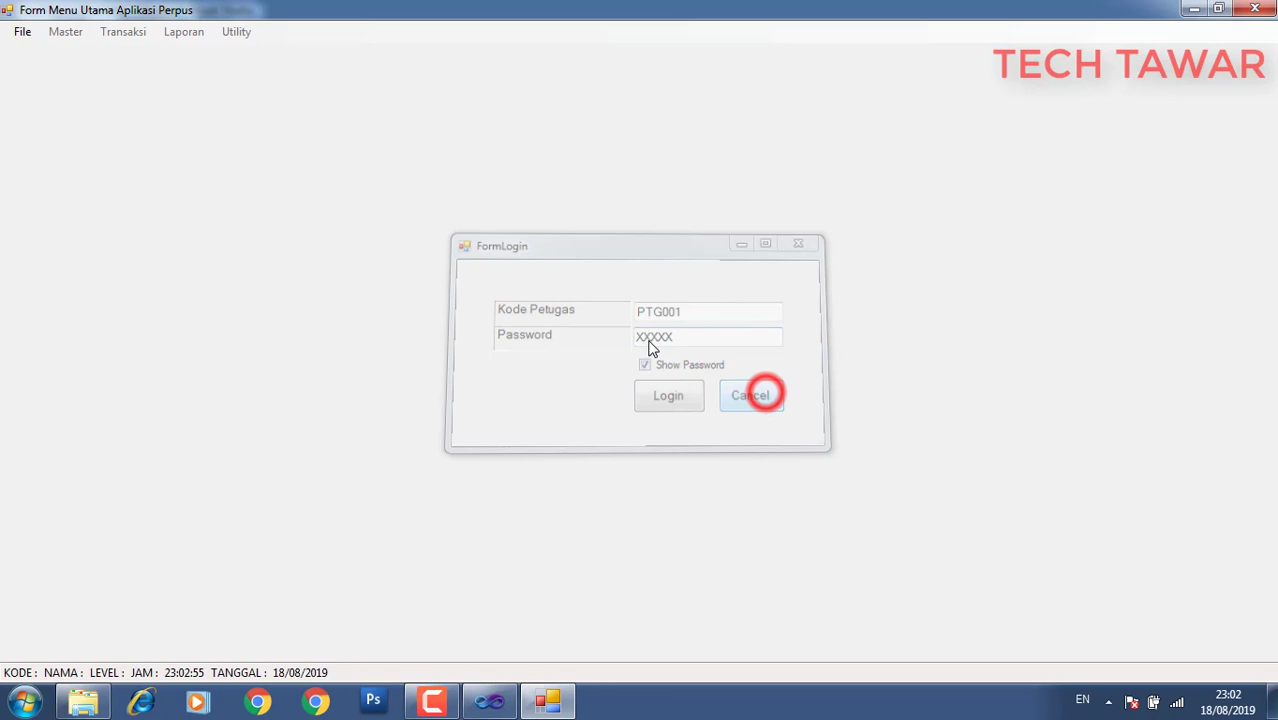 Form Menu Utama Aplikasi Perpus
File Master Transaksi Laporan Utility
TECH TAWAR
FormLogin
Kode Petugas PTG001
Password XXXXX
Show Password
Login Cancel
KODE : NAMA : LEVEL : JAM : 23:02:55 TANGGAL : 18/08/2019
Ps
EN
23:02
18/08/2019